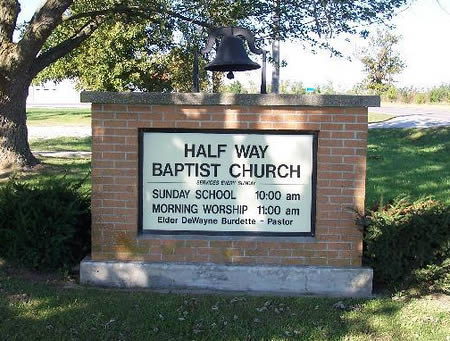 HALF WAY
BAPTIST CHURCH
SERVICES EVERY SUNDAY
SUNDAY SCHOOL 10:00 am
MORNING WORSHIP 11:00 am
Elder DeWayne Burdette - Pastor